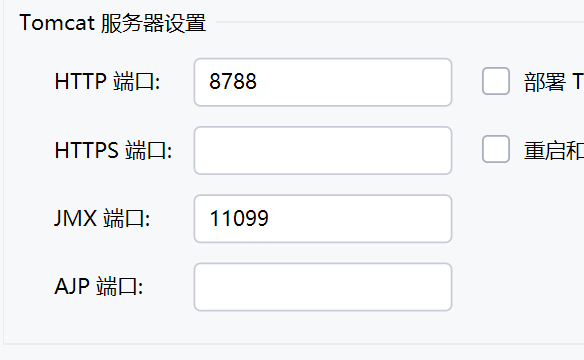 Tomcat 服务器设置
HTTP 端口: 8788 部署 T
HTTPS 端口: 重启和
JMX 端口: 11099
AJP 端口: